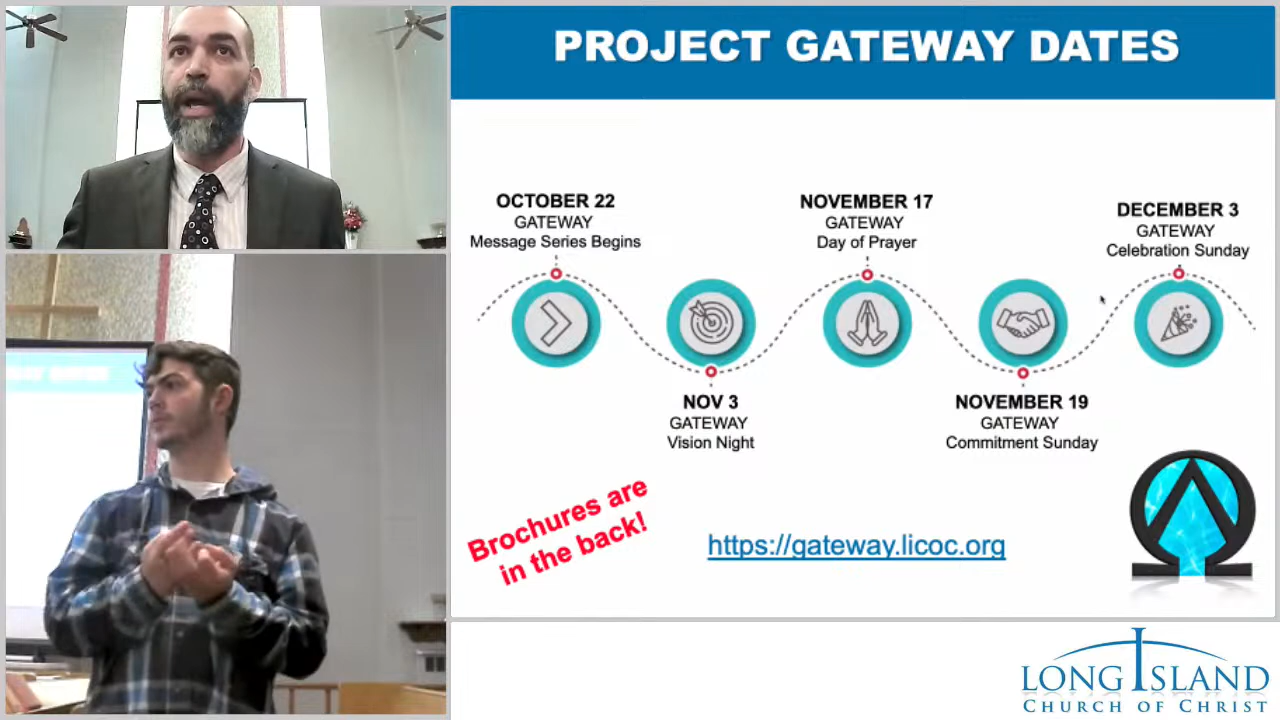 PROJECT GATEWAY DATES
OCTOBER 22
GATEWAY
Message Series Begins
NOVEMBER 17
GATEWAY
Day of Prayer
DECEMBER 3
GATEWAY
Celebration Sunday
NOV 3
GATEWAY
Vision Night
NOVEMBER 19
GATEWAY
Commitment Sunday
Brochures are
in the back!
https://gateway.licoc.org
LONG ISLAND
CHURCH OF CHRIST